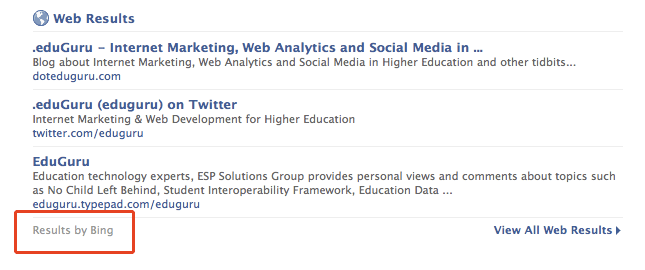 Web Results
.eduGuru – Internet Marketing, Web Analytics and Social Media in ...
Blog about Internet Marketing, Web Analytics and Social Media in Higher Education and other tidbits...
doteduguru.com
.eduGuru (eduguru) on Twitter
Internet Marketing & Web Development for Higher Education
twitter.com/eduguru
EduGuru
Education technology experts, ESP Solutions Group provides personal views and comments about topics such
as No Child Left Behind, Student Interoperability Framework, Education Data ...
eduguru.typepad.com/eduguru
Results by Bing
View All Web Results